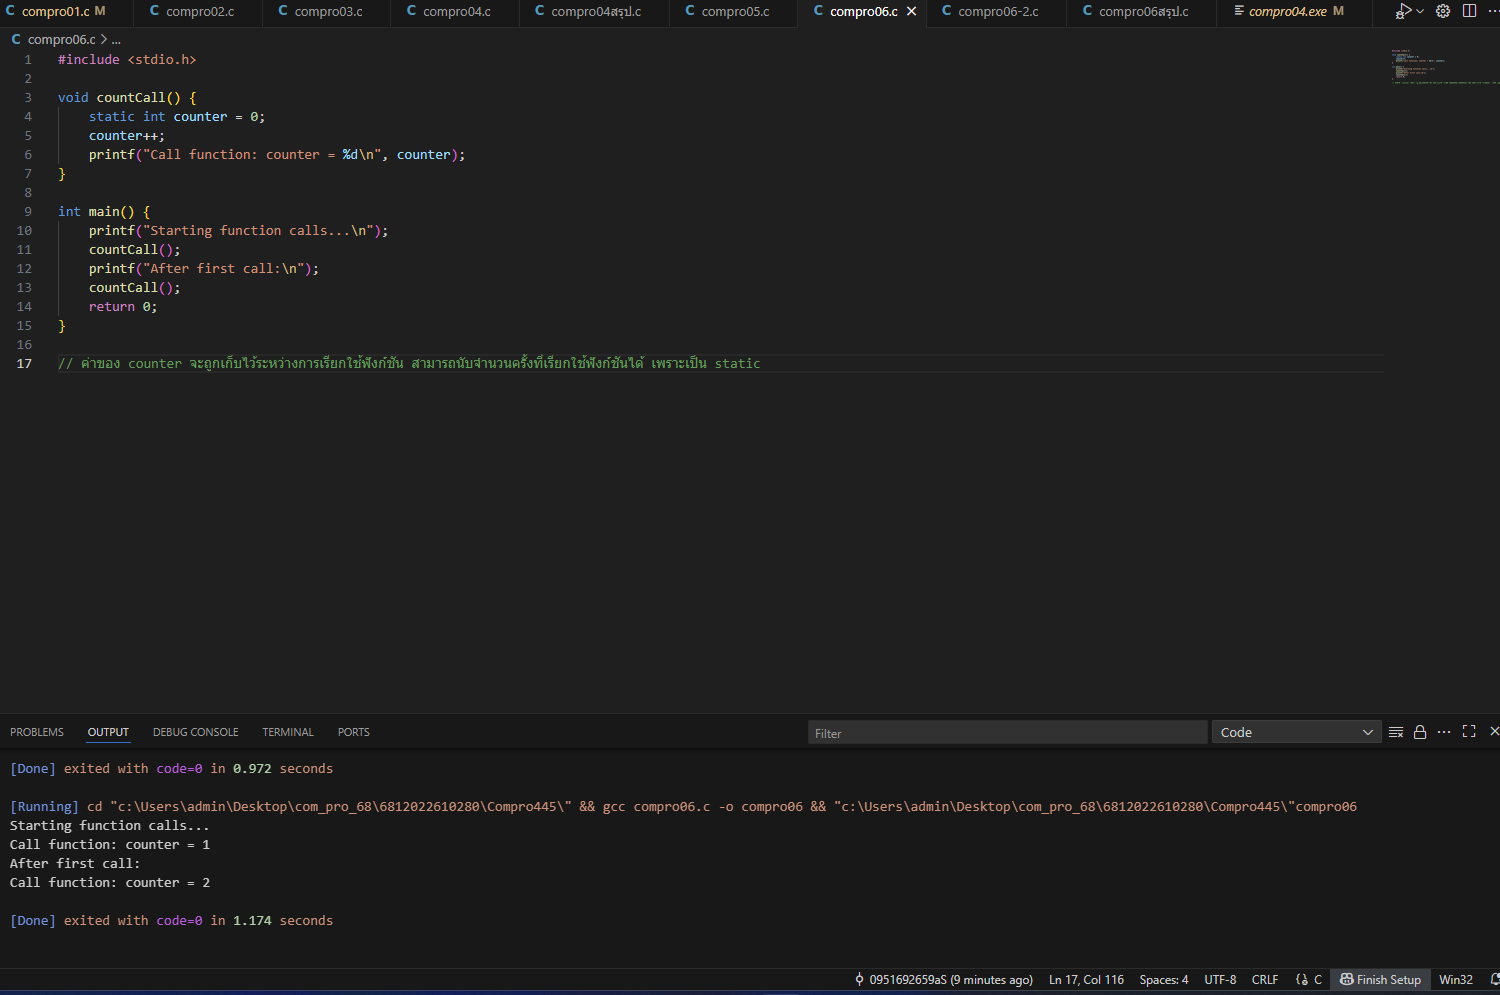 C compro01.c M C compro02.c C compro03.c C compro04.c C compro04สรุป.c C compro05.c C compro06.c C compro06-2.c C compro06สรุป.c compro04.exe M
C compro06.c > ...
1 #include <stdio.h>
2
3 void countCall() {
4     static int counter = 0;
5     counter++;
6     printf("Call function: counter = %d\n", counter);
7 }
8
9 int main() {
10     printf("Starting function calls...\n");
11     countCall();
12     printf("After first call:\n");
13     countCall();
14     return 0;
15 }
16
17 // ค่าของ counter จะถูกเก็บไว้ระหว่างการเรียกใช้ฟังก์ชัน สามารถนับจำนวนครั้งที่เรียกใช้ฟังก์ชันได้ เพราะเป็น static
PROBLEMS OUTPUT DEBUG CONSOLE TERMINAL PORTS Filter Code
[Done] exited with code=0 in 0.972 seconds
[Running] cd "c:\Users\admin\Desktop\com_pro_68\6812022610280\Compro445\" && gcc compro06.c -o compro06 && "c:\Users\admin\Desktop\com_pro_68\6812022610280\Compro445\"compro06
Starting function calls...
Call function: counter = 1
After first call:
Call function: counter = 2
[Done] exited with code=0 in 1.174 seconds
0951692659aS (9 minutes ago) Ln 17, Col 116 Spaces: 4 UTF-8 CRLF C Finish Setup Win32